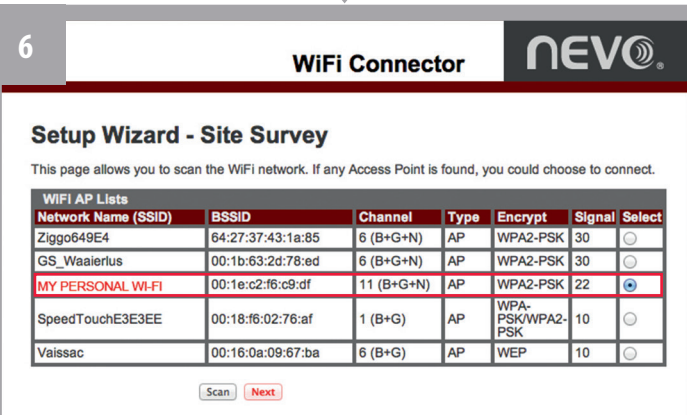 6
WiFi Connector
NEVO®
Setup Wizard - Site Survey
This page allows you to scan the WiFi network. If any Access Point is found, you could choose to connect.
WiFi AP Lists
Network Name (SSID) BSSID Channel Type Encrypt Signal Select
Ziggo649E4 64:27:37:43:1a:85 6 (B+G+N) AP WPA2-PSK 30
GS_Waaierlus 00:1b:63:2d:78:ed 6 (B+G+N) AP WPA2-PSK 30
MY PERSONAL WI-FI 00:1e:c2:f6:c9:df 11 (B+G+N) AP WPA2-PSK 22
SpeedTouchE3E3EE 00:18:f6:02:76:af 1 (B+G) AP WPA-
PSK/WPA2-
PSK 10
Vaissac 00:16:0a:09:67:ba 6 (B+G) AP WEP 10
Scan Next